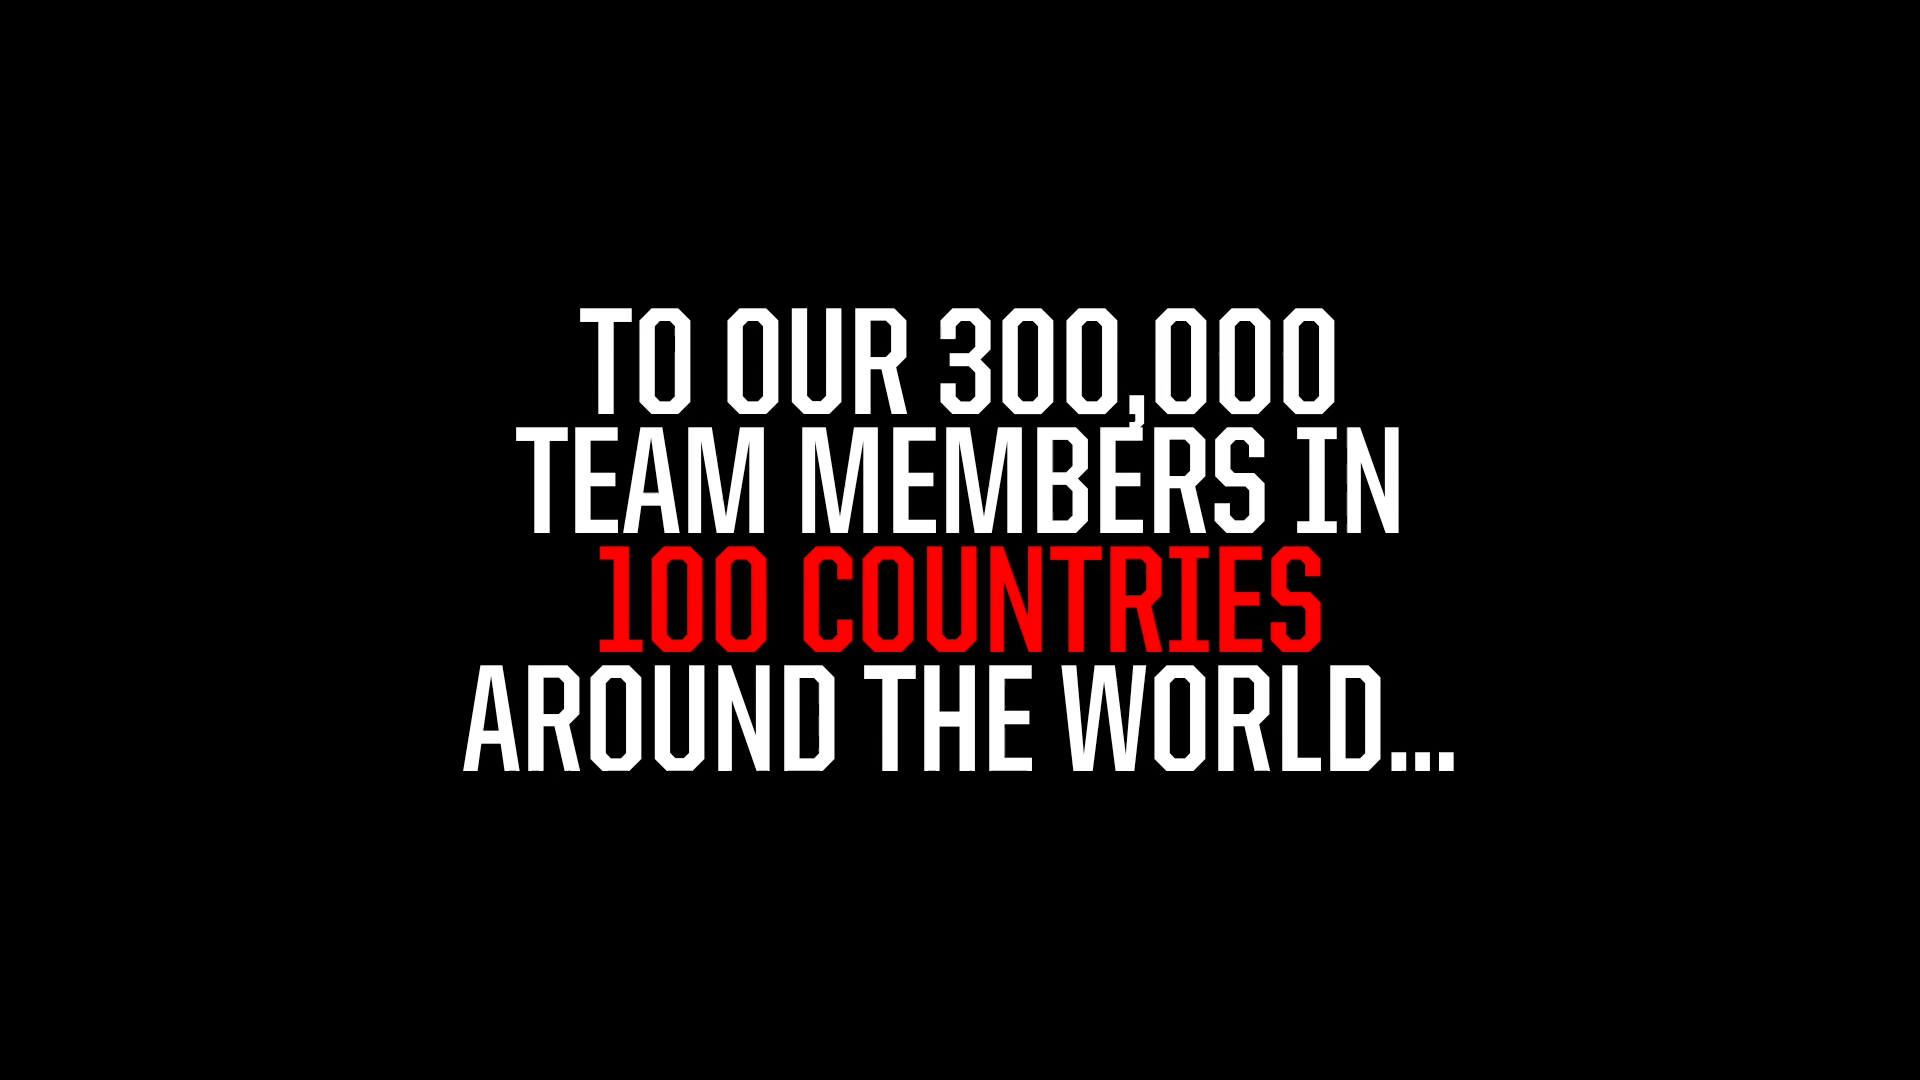 TO OUR 300,000
TEAM MEMBERS IN
100 COUNTRIES
AROUND THE WORLD...